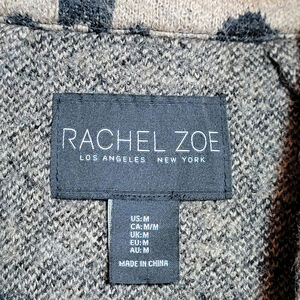 RACHEL ZOE
LOS ANGELES NEW YORK
US:M
CA:M/M
UK:M
EU:M
AU:M
MADE IN CHINA